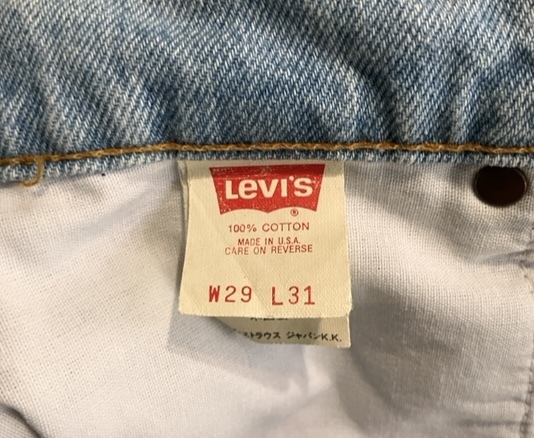 Levi's
®
100% COTTON
MADE IN U.S.A.
CARE ON REVERSE
W29 L31
トラウス ジャパンK.K.